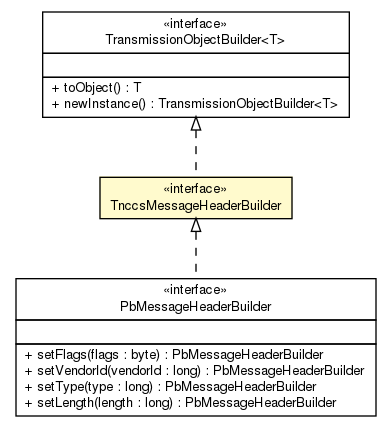 «interface»
TransmissionObjectBuilder<T>
+ toObject() : T
+ newInstance() : TransmissionObjectBuilder<T>
«interface»
TnccsMessageHeaderBuilder
«interface»
PbMessageHeaderBuilder
+ setFlags(flags : byte) : PbMessageHeaderBuilder
+ setVendorId(vendorId : long) : PbMessageHeaderBuilder
+ setType(type : long) : PbMessageHeaderBuilder
+ setLength(length : long) : PbMessageHeaderBuilder